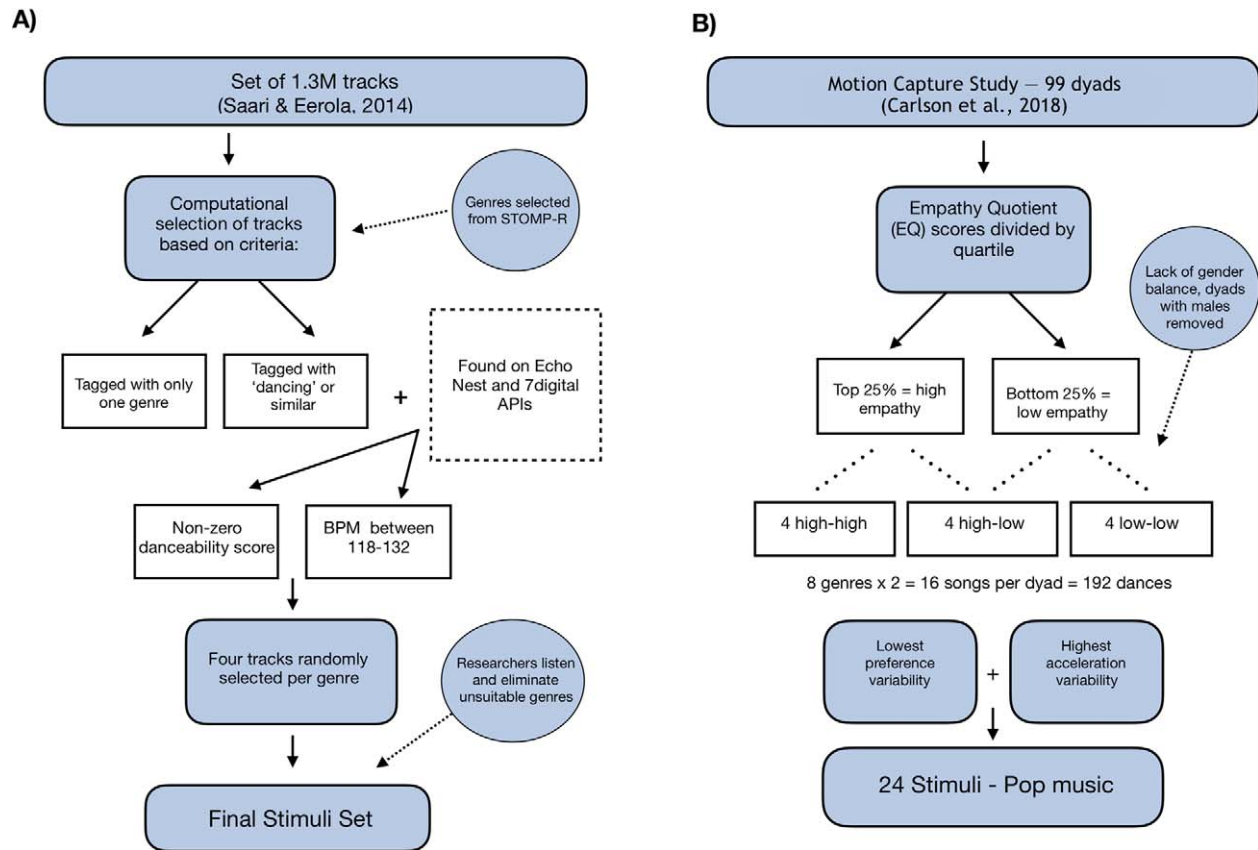 A)
Set of 1.3M tracks
(Saari & Eerola, 2014)
Computational
selection of tracks
based on criteria:
Genres selected
from STOMP-R
Tagged with only
one genre
Tagged with
‘dancing’ or
similar
+
Found on Echo
Nest and 7digital
APIs
Non-zero
danceability score
BPM between
118-132
Four tracks randomly
selected per genre
Researchers listen
and eliminate
unsuitable genres
Final Stimuli Set
B)
Motion Capture Study – 99 dyads
(Carlson et al., 2018)
Empathy Quotient
(EQ) scores divided by
quartile
Lack of gender
balance, dyads
with males
removed
Top 25% = high
empathy
Bottom 25% =
low empathy
4 high-high
4 high-low
4 low-low
8 genres x 2 = 16 songs per dyad = 192 dances
Lowest
preference
variability
+
Highest
acceleration
variability
24 Stimuli - Pop music